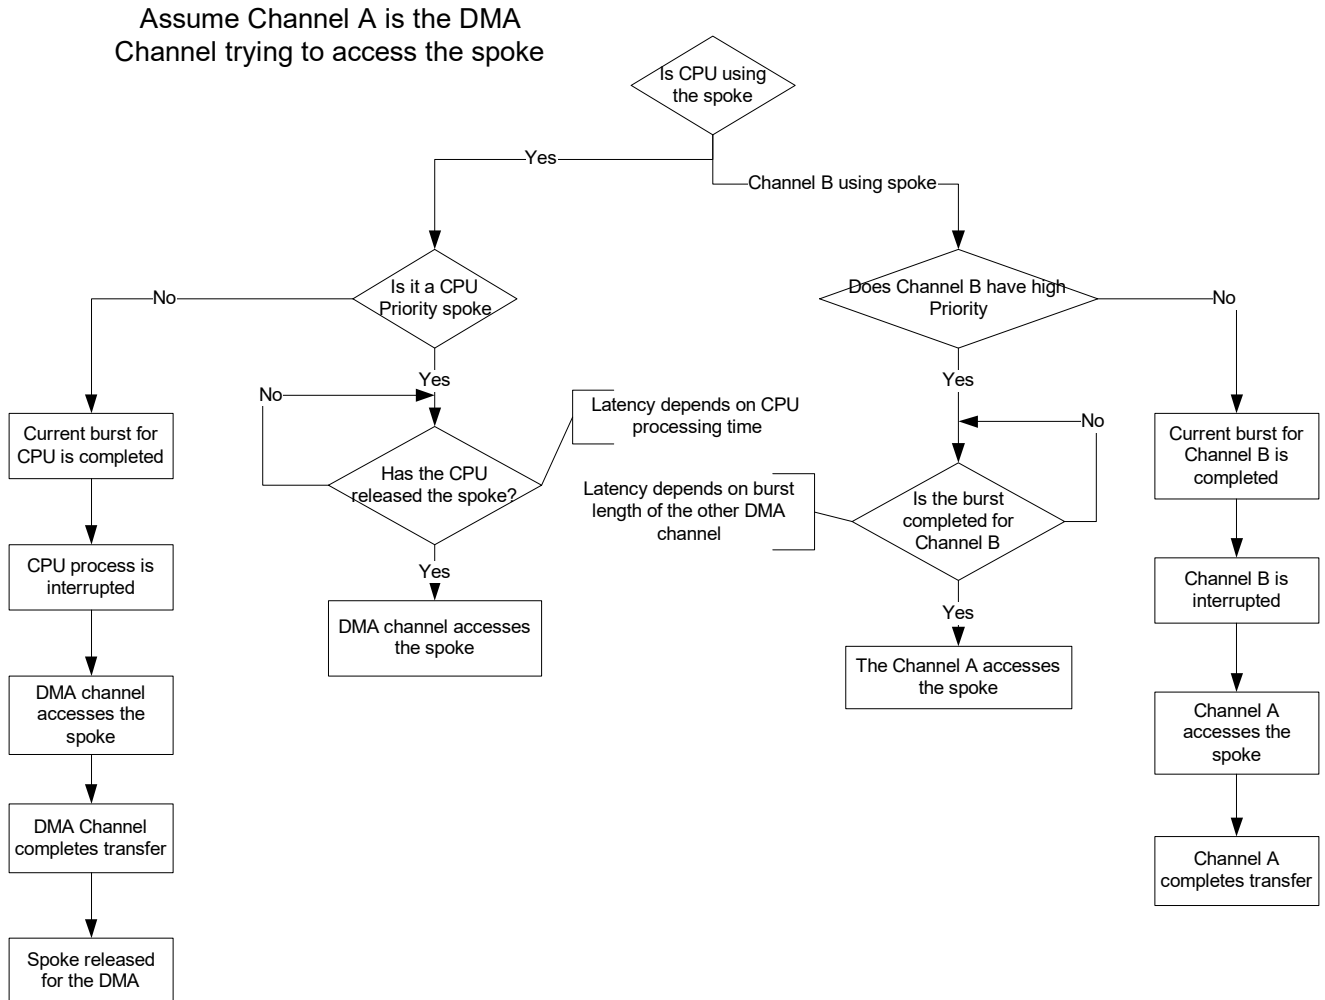 Assume Channel A is the DMA
Channel trying to access the spoke
Is CPU using
the spoke
Yes
Channel B using spoke
Is it a CPU
Priority spoke
No
Yes
No
Current burst for
CPU is completed
CPU process is
interrupted
DMA channel
accesses the
spoke
DMA Channel
completes transfer
Spoke released
for the DMA
Has the CPU
released the spoke?
Latency depends on CPU
processing time
Yes
DMA channel accesses
the spoke
Does Channel B have high
Priority
No
Yes
No
Latency depends on burst
length of the other DMA
channel
Is the burst
completed for
Channel B
Yes
The Channel A accesses
the spoke
Current burst for
Channel B is
completed
Channel B is
interrupted
Channel A
accesses the
spoke
Channel A
completes transfer